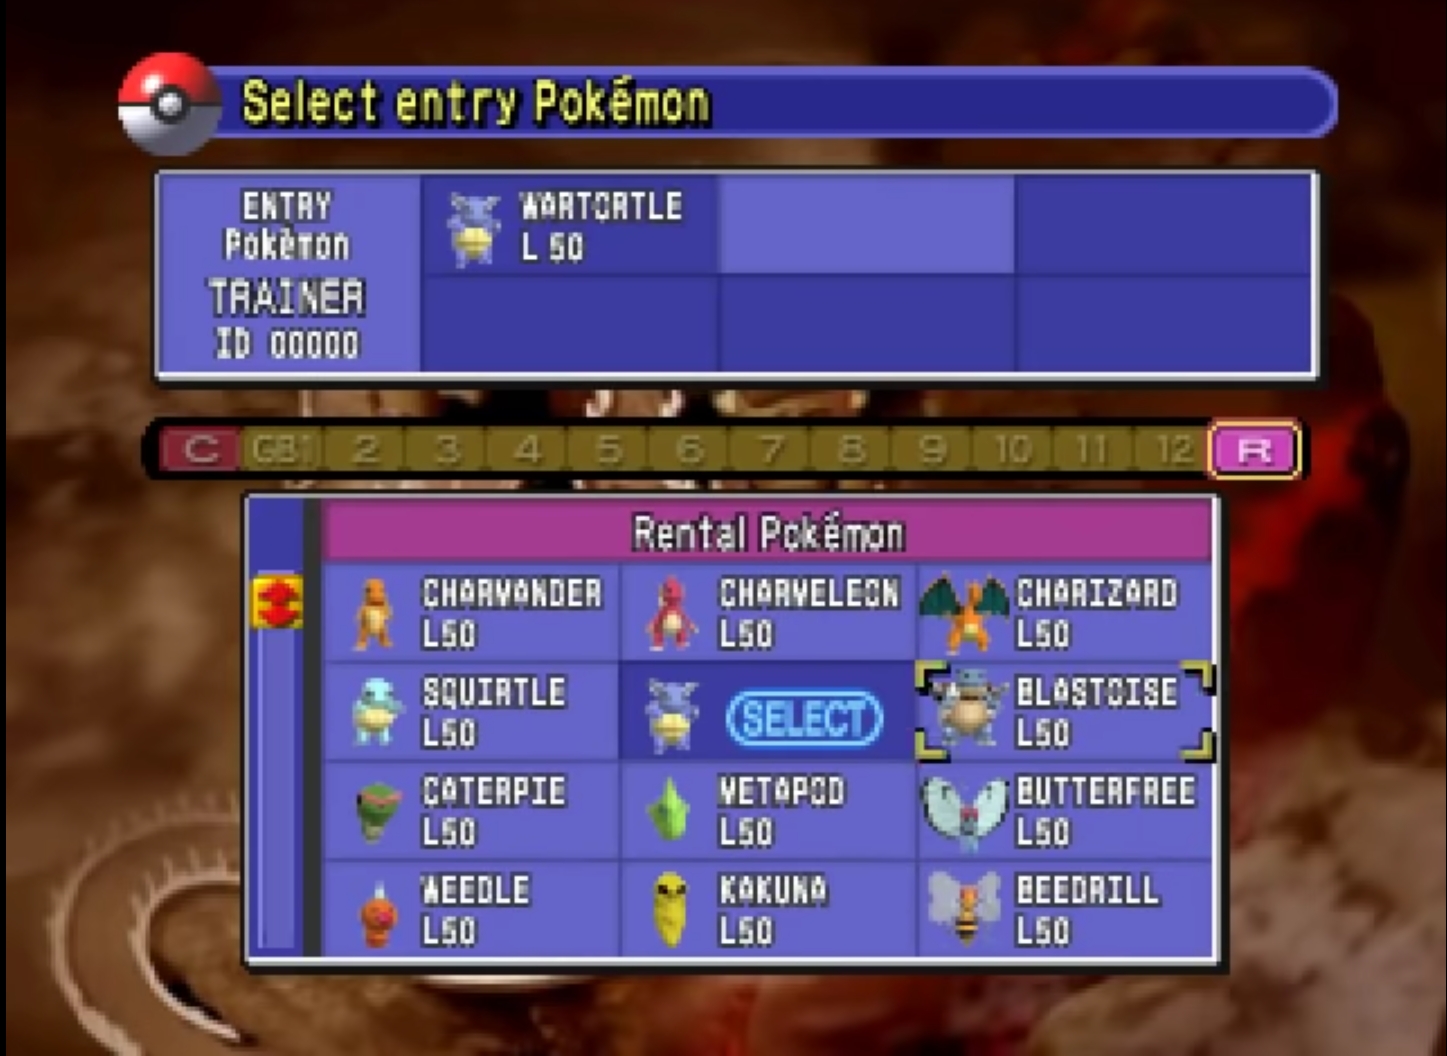 Select entry Pokémon
ENTRY
Pokèmon
TRAINER
ID 00000
WARTORTLE
L 50
C GB1 2 3 4 5 6 7 8 9 10 11 12 R
Rental Pokémon
CHARMANDER
L50
CHARMELEON
L50
CHARIZARD
L50
SQUIRTLE
L50
SELECT
BLASTOISE
L50
CATERPIE
L50
METAPOD
L50
BUTTERFREE
L50
WEEDLE
L50
KAKUNA
L50
BEEDRILL
L50